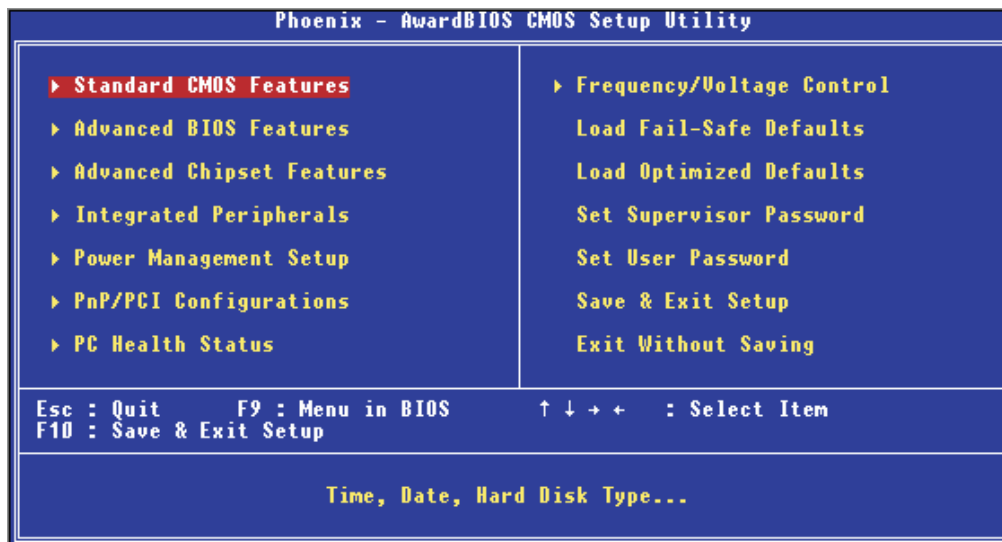 Phoenix - AwardBIOS CMOS Setup Utility
▸ Standard CMOS Features
▸ Advanced BIOS Features
▸ Advanced Chipset Features
▸ Integrated Peripherals
▸ Power Management Setup
▸ PnP/PCI Configurations
▸ PC Health Status
▸ Frequency/Voltage Control
Load Fail-Safe Defaults
Load Optimized Defaults
Set Supervisor Password
Set User Password
Save & Exit Setup
Exit Without Saving
Esc : Quit F9 : Menu in BIOS ↑ ↓ → ← : Select Item
F10 : Save & Exit Setup
Time, Date, Hard Disk Type...